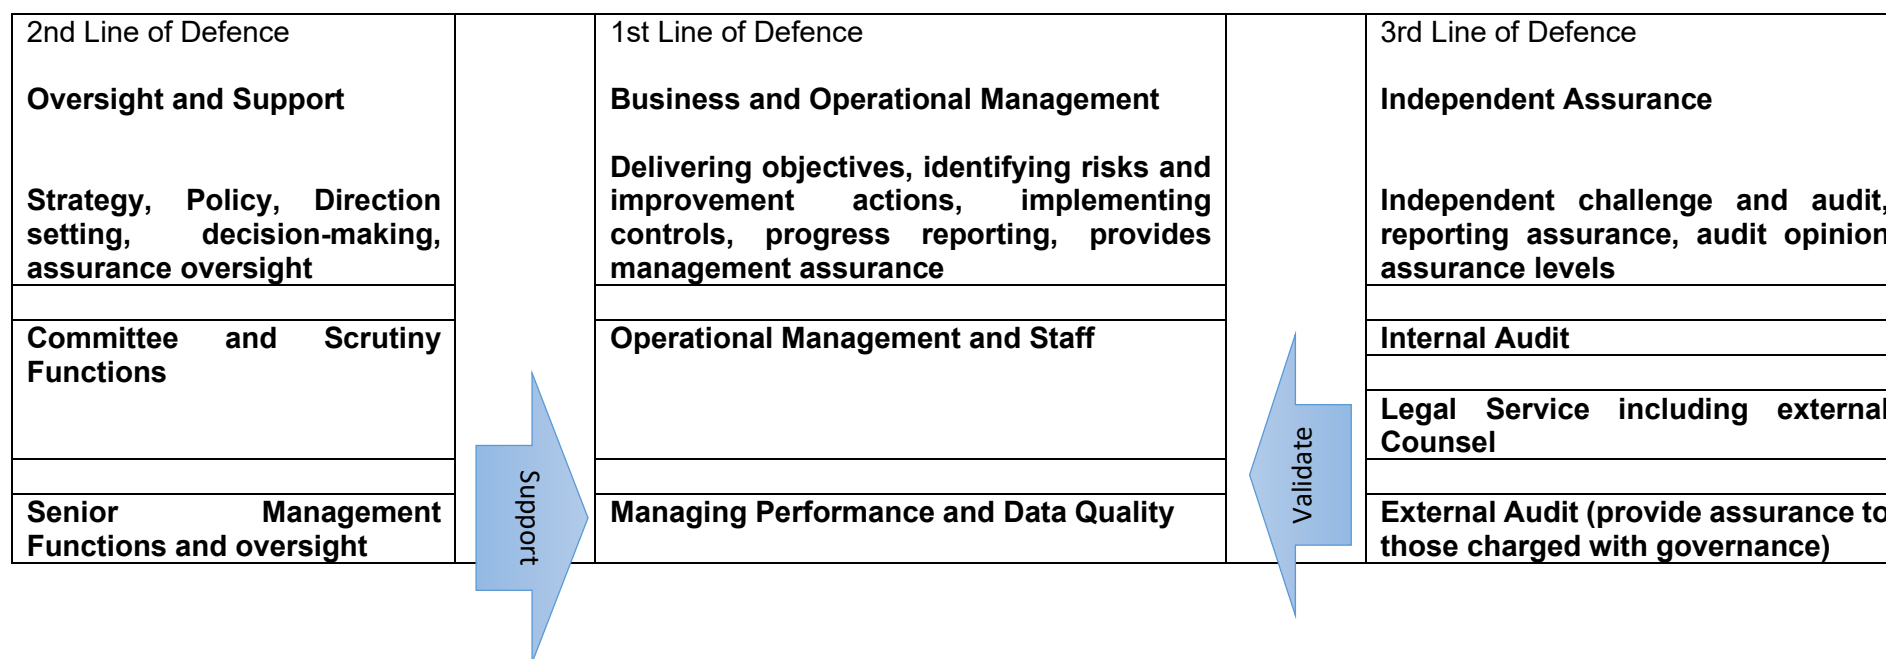 2nd Line of Defence
Oversight and Support
Strategy, Policy, Direction
setting, decision-making,
assurance oversight
Committee and Scrutiny
Functions
Senior Management
Functions and oversight
Support
1st Line of Defence
Business and Operational Management
Delivering objectives, identifying risks and
improvement actions, implementing
controls, progress reporting, provides
management assurance
Operational Management and Staff
Managing Performance and Data Quality
Validate
3rd Line of Defence
Independent Assurance
Independent challenge and audit,
reporting assurance, audit opinion
assurance levels
Internal Audit
Legal Service including external
Counsel
External Audit (provide assurance to
those charged with governance)